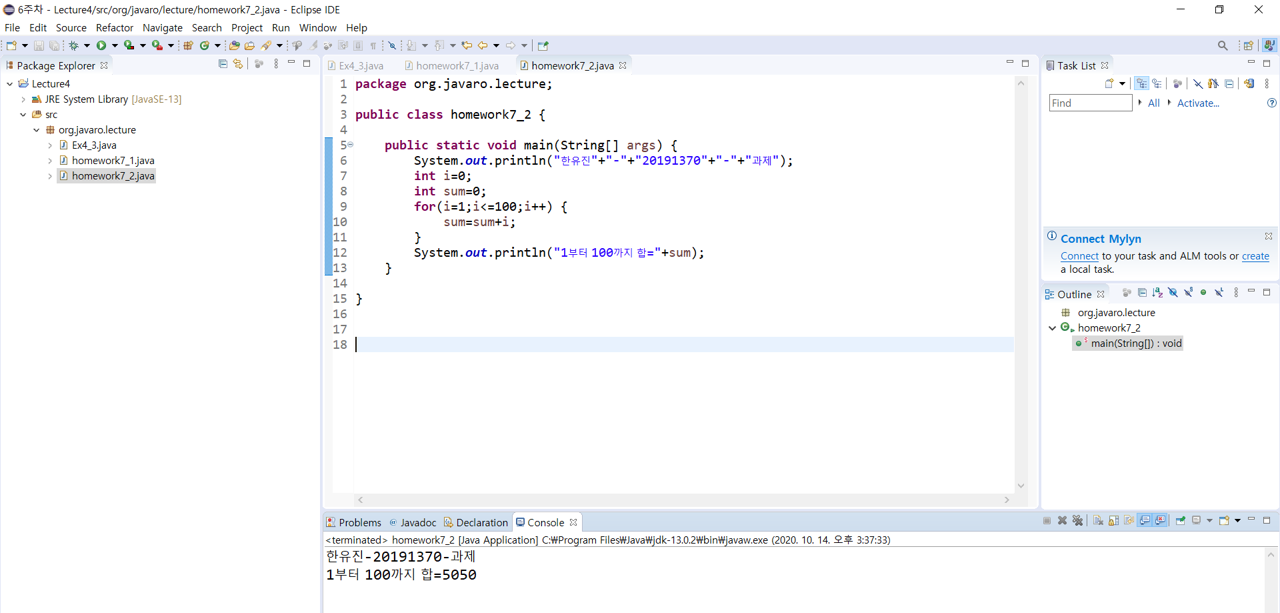 6주차 - Lecture4/src/org/javaro/lecture/homework7_2.java - Eclipse IDE
File Edit Source Refactor Navigate Search Project Run Window Help
Package Explorer
Lecture4
JRE System Library [JavaSE-13]
src
org.javaro.lecture
Ex4_3.java
homework7_1.java
homework7_2.java
Ex4_3.java homework7_1.java homework7_2.java
1 package org.javaro.lecture;
2
3 public class homework7_2 {
4
5 public static void main(String[] args) {
6 System.out.println("한유진"+"-"+"20191370"+"-"+"과제");
7 int i=0;
8 int sum=0;
9 for(i=1;i<=100;i++) {
10 sum=sum+i;
11 }
12 System.out.println("1부터 100까지 합="+sum);
13 }
14
15 }
16
17
18
Task List
Find All Activate...
Connect Mylyn
Connect to your task and ALM tools or create
a local task.
Outline
org.javaro.lecture
homework7_2
main(String[]) : void
Problems Javadoc Declaration Console
<terminated> homework7_2 [Java Application] C:₩Program Files₩Java₩jdk-13.0.2₩bin₩javaw.exe (2020. 10. 14. 오후 3:37:33)
한유진-20191370-과제
1부터 100까지 합=5050